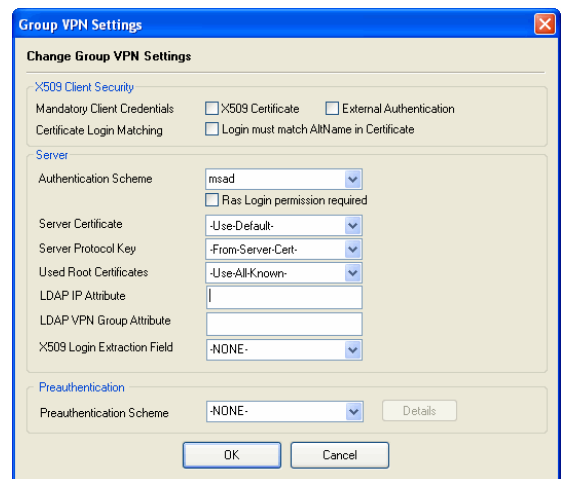 Group VPN Settings
Change Group VPN Settings
X509 Client Security
Mandatory Client Credentials X509 Certificate External Authentication
Certificate Login Matching Login must match AltName in Certificate
Server
Authentication Scheme msad
Ras Login permission required
Server Certificate -Use-Default-
Server Protocol Key -From-Server-Cert-
Used Root Certificates -Use-All-Known-
LDAP IP Attribute
LDAP VPN Group Attribute
X509 Login Extraction Field -NONE-
Preauthentication
Preauthentication Scheme -NONE- Details
OK Cancel